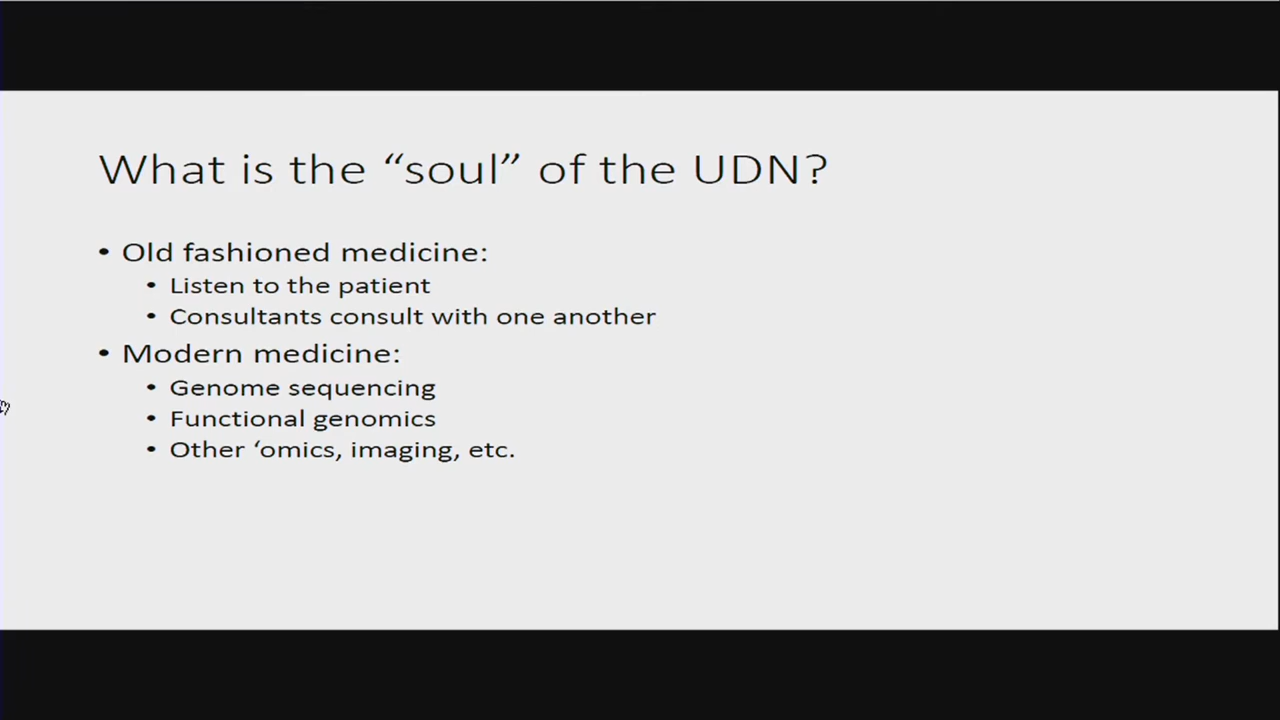 What is the “soul” of the UDN?
• Old fashioned medicine:
• Listen to the patient
• Consultants consult with one another
• Modern medicine:
• Genome sequencing
• Functional genomics
• Other ‘omics, imaging, etc.